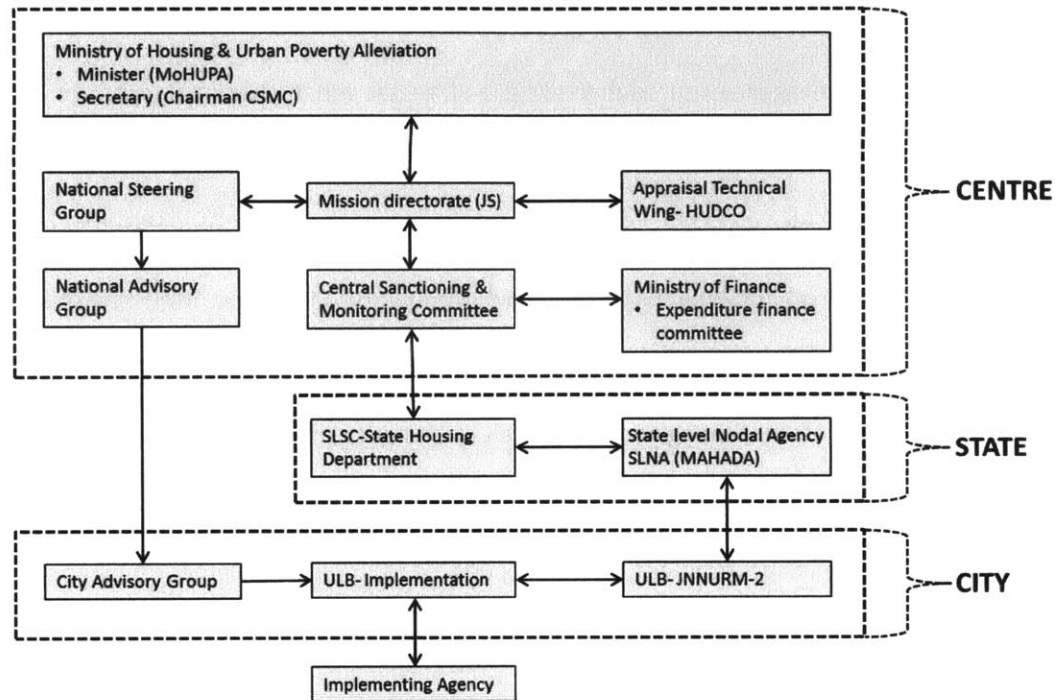 Ministry of Housing & Urban Poverty Alleviation
• Minister (MoHUPA)
• Secretary (Chairman CSMC)
National Steering
Group
Mission directorate (JS)
Appraisal Technical
Wing- HUDCO
CENTRE
National Advisory
Group
Central Sanctioning &
Monitoring Committee
Ministry of Finance
• Expenditure finance
committee
SLSC-State Housing
Department
State level Nodal Agency
SLNA (MAHADA)
STATE
City Advisory Group
ULB- Implementation
ULB- JNNURM-2
CITY
Implementing Agency